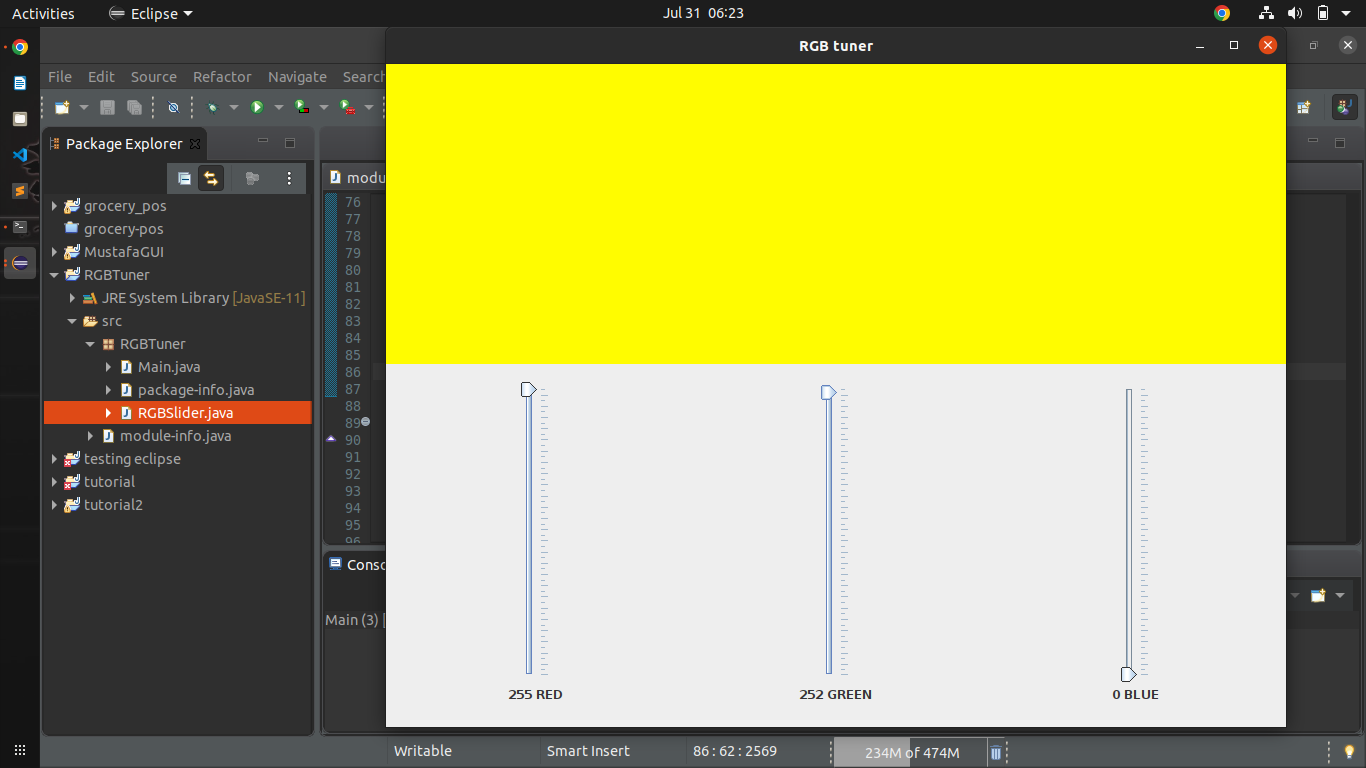 Activities Eclipse Jul 31 06:23
RGB tuner
File Edit Source Refactor Navigate Search
Package Explorer
modu
grocery_pos
grocery-pos
MustafaGUI
RGBTuner
JRE System Library [JavaSE-11]
src
RGBTuner
Main.java
package-info.java
RGBSlider.java
module-info.java
testing eclipse
tutorial
tutorial2
76
77
78
79
80
81
82
83
84
85
86
87
88
89
90
91
92
93
94
95
96
Conso
Main (3) [
255 RED
252 GREEN
0 BLUE
Writable Smart Insert 86 : 62 : 2569 234M of 474M